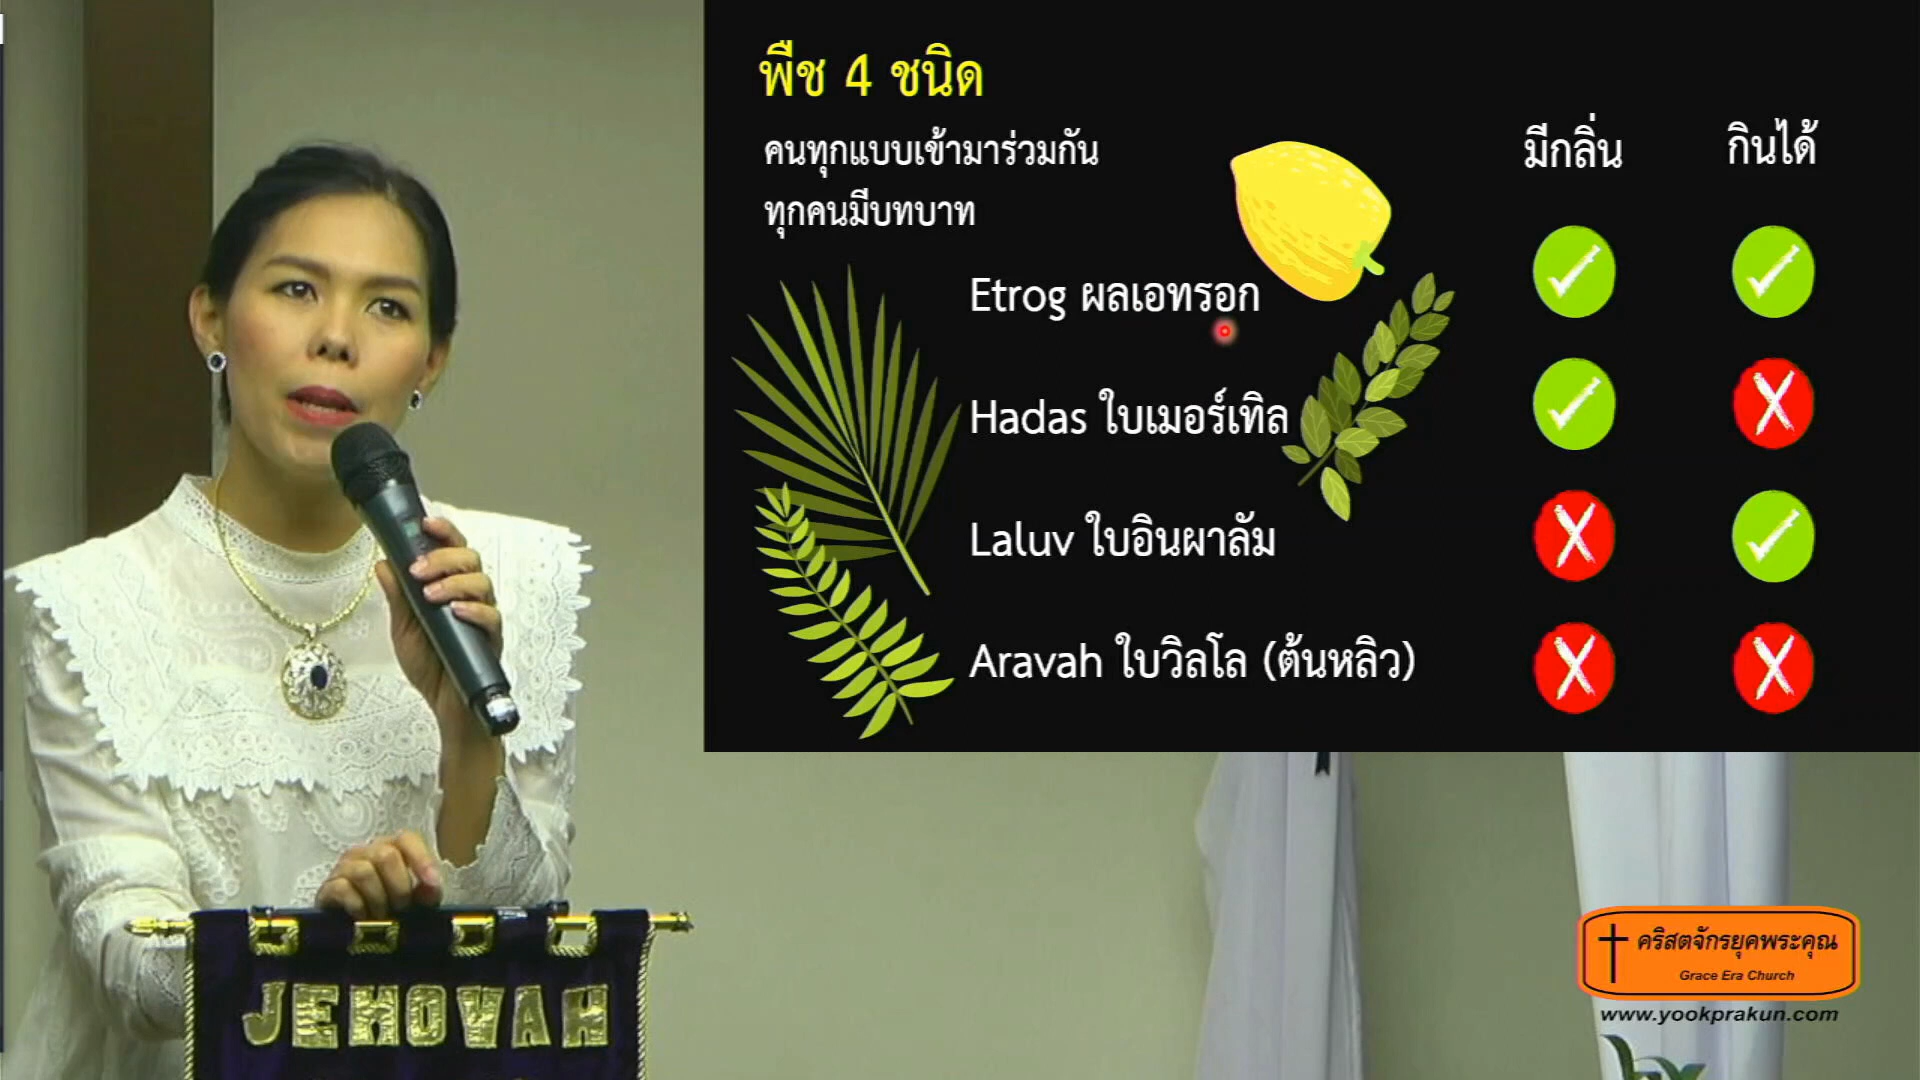 พืช 4 ชนิด
คนทุกแบบเข้ามาร่วมกัน
ทุกคนมีบทบาท
มีกลิ่น กินได้
Etrog ผลเอทรอก
Hadas ใบเมอร์เทิล
Laluv ใบอินผาลัม
Aravah ใบวิลโล (ต้นหลิว)
JEHOVAH
คริสตจักรยุคพระคุณ
Grace Era Church
www.yookprakun.com